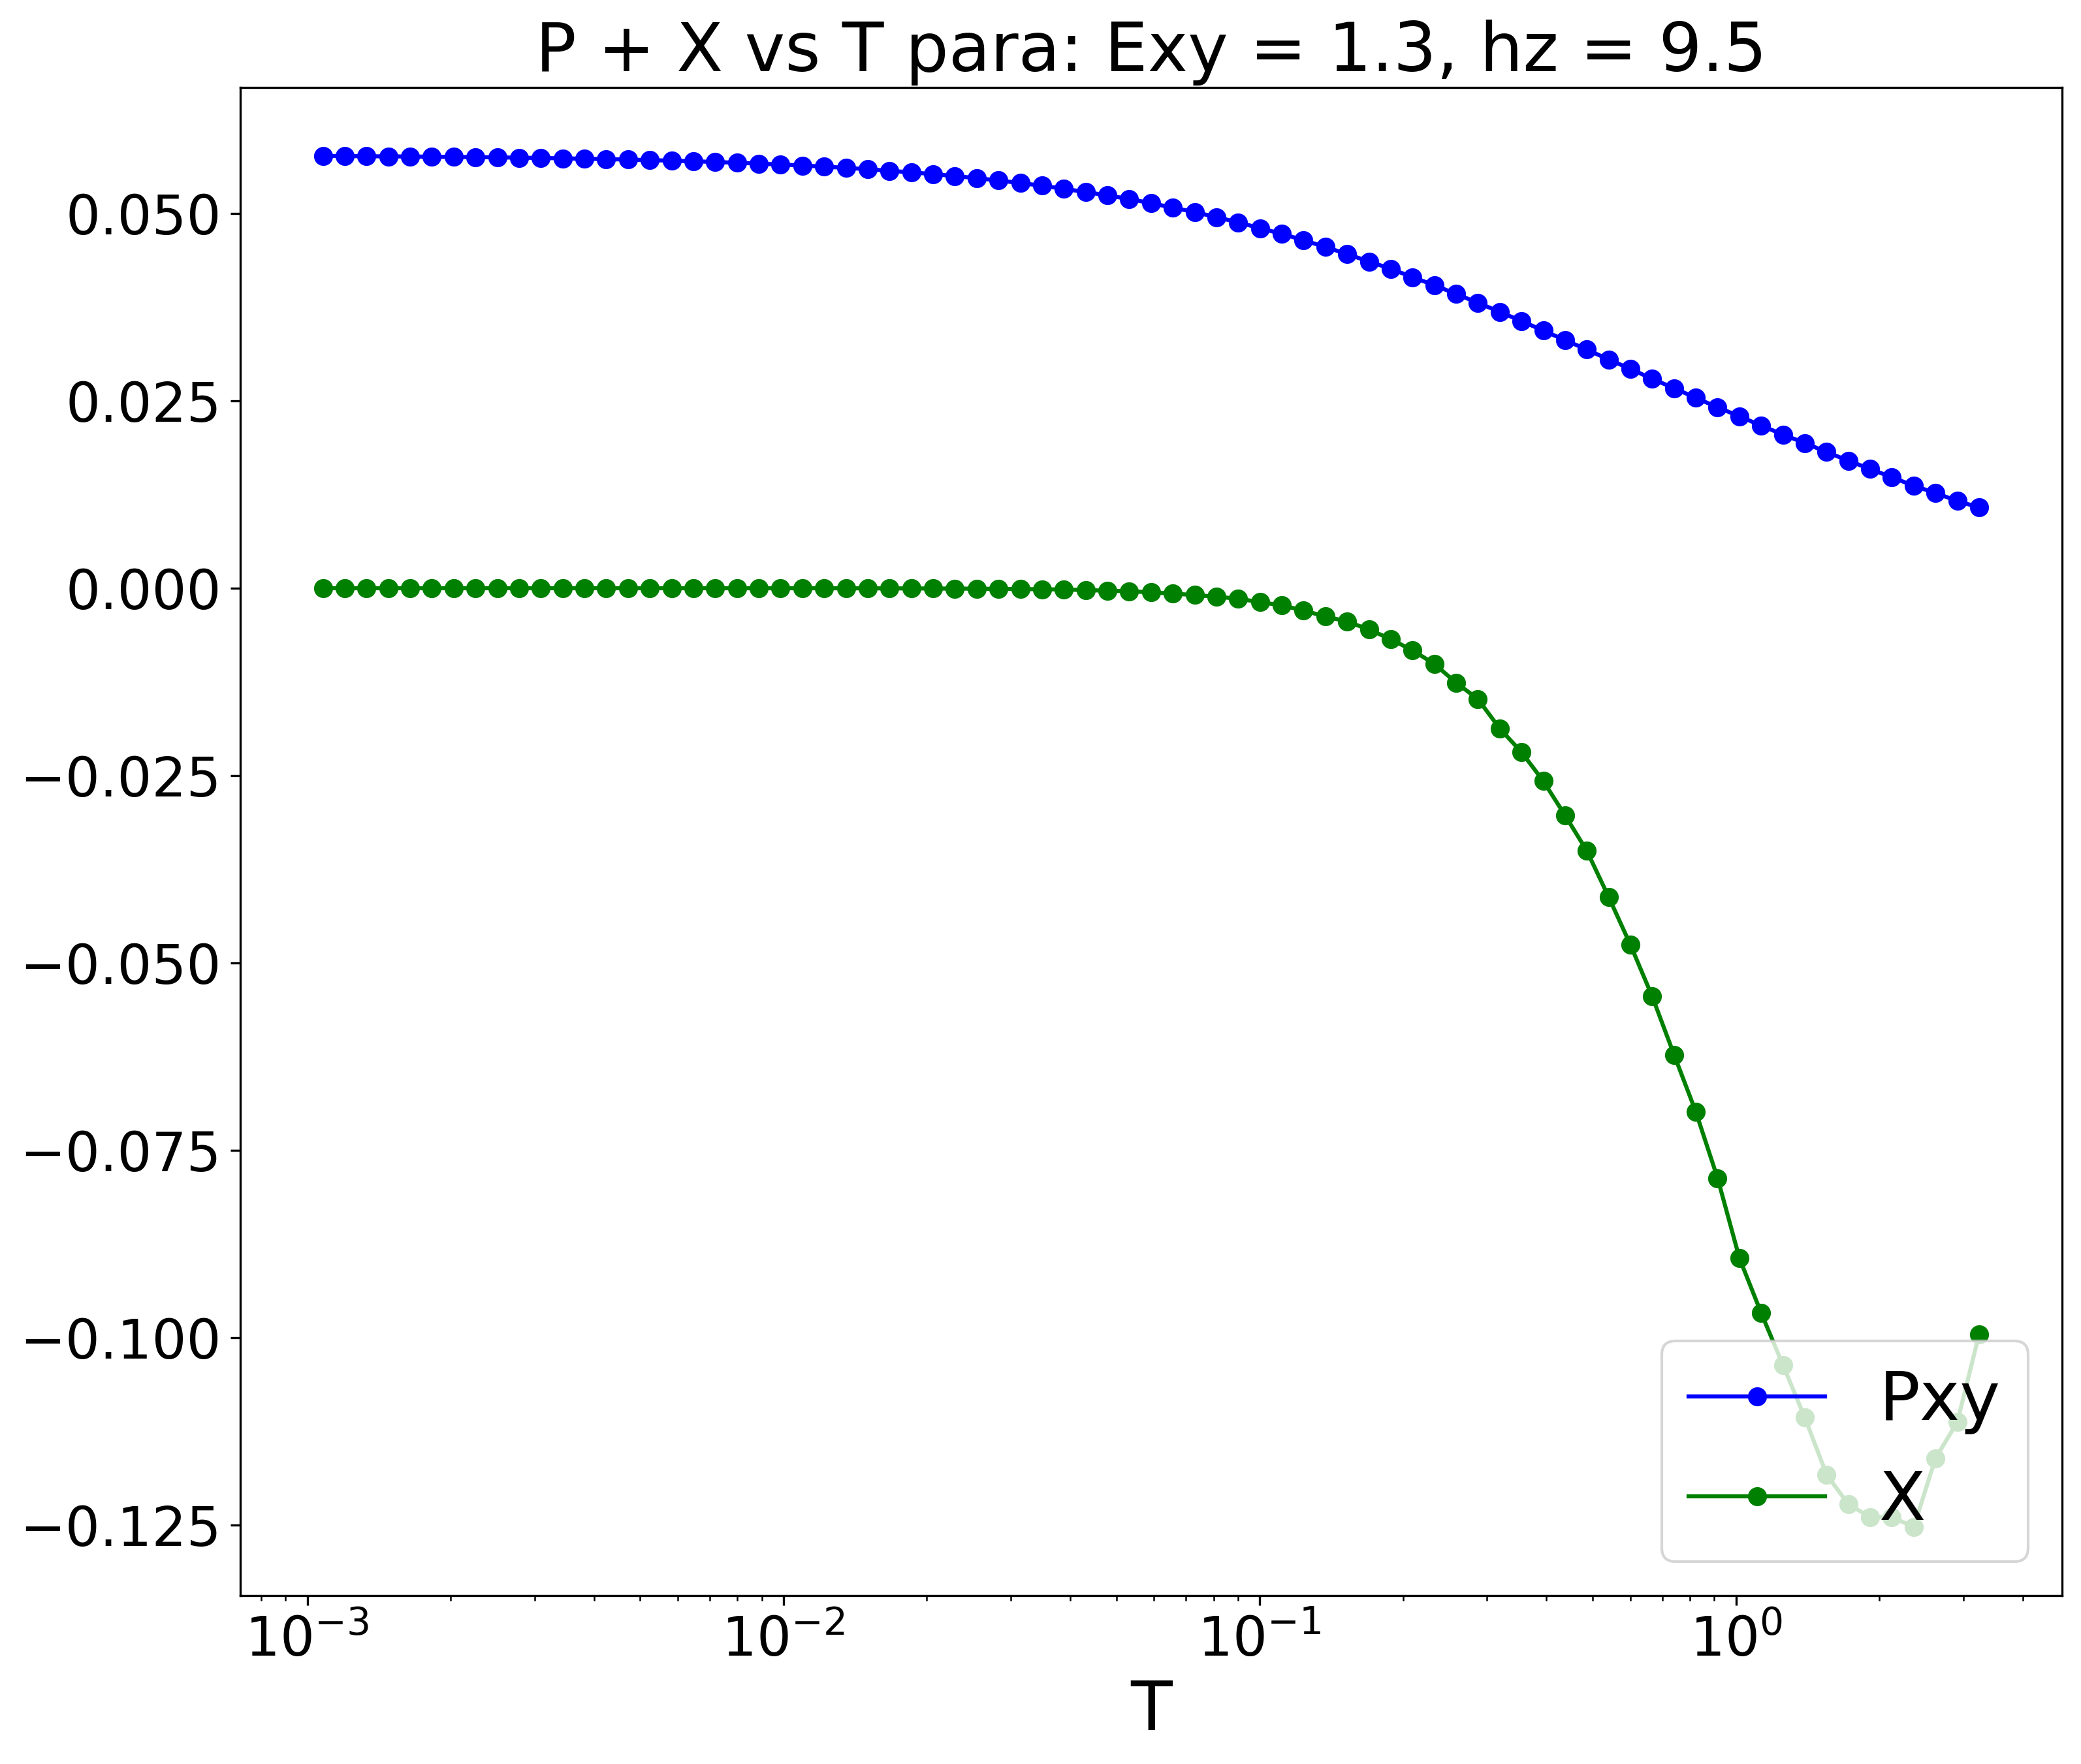 P + X vs T para: Exy = 1.3, hz = 9.5
0.050
0.025
0.000
−0.025
−0.050
−0.075
−0.100
−0.125
Pxy
X
10⁻³ 10⁻² 10⁻¹ 10⁰
T